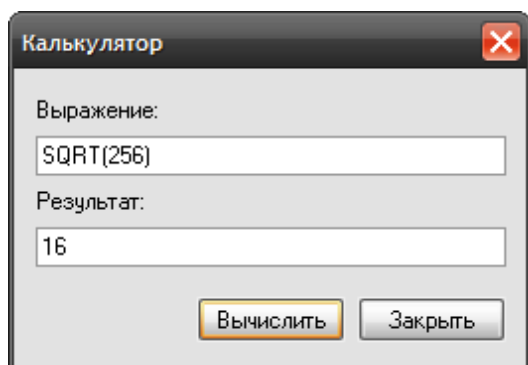 Калькулятор
Выражение:
SQRT(256)
Результат:
16
Вычислить Закрыть